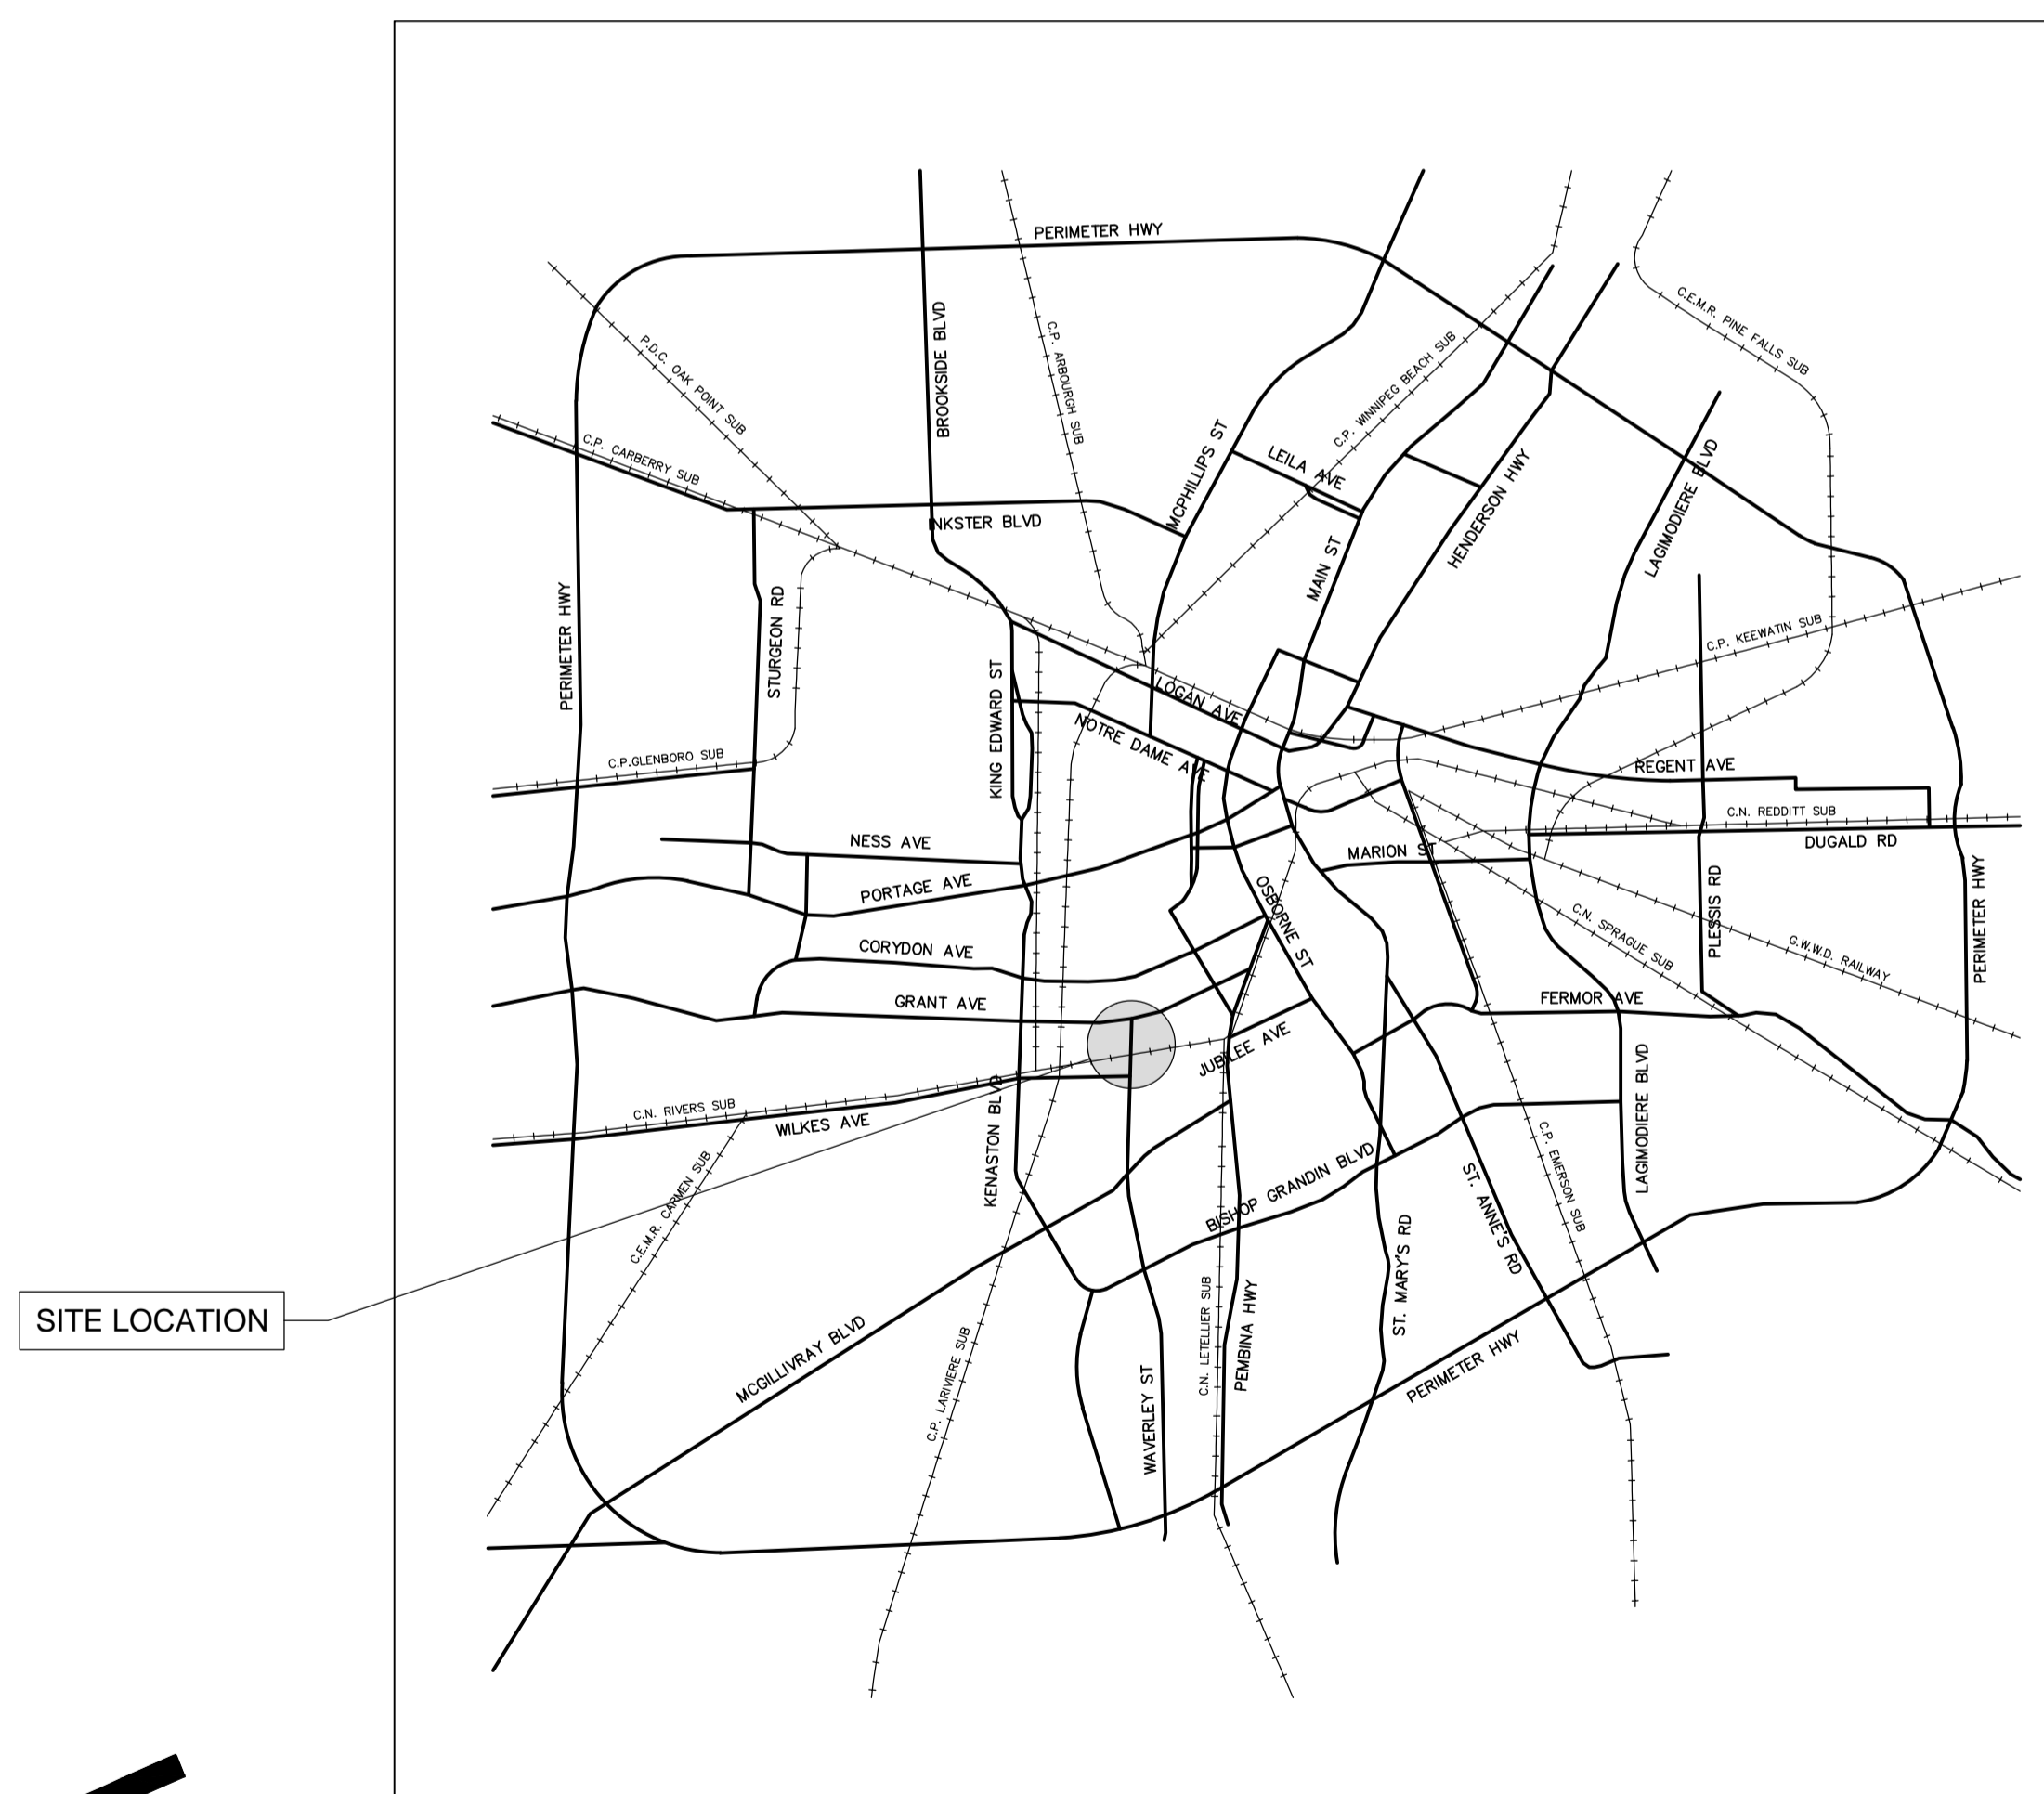 PERIMETER HWY
C.E.M.R. PINE FALLS SUB
BROOKSIDE BLVD
C.P. ARBOURGH SUB
P.D.C. OAK POINT SUB
C.P. WINNIPEG BEACH SUB
C.P. CARBERRY SUB
MCPHILLIPS ST
LEILA AVE
HENDERSON HWY
LAGIMODIERE BLVD
INKSTER BLVD
MAIN ST
PERIMETER HWY
STURGEON RD
C.P. KEEWATIN SUB
KING EDWARD ST
LOGAN AVE
NOTRE DAME AVE
C.P.GLENBORO SUB
REGENT AVE
C.N. REDDITT SUB
NESS AVE
MARION ST
DUGALD RD
PORTAGE AVE
OSBORNE ST
PLESSIS RD
PERIMETER HWY
C.N. SPRAGUE SUB
G.W.W.D. RAILWAY
CORYDON AVE
GRANT AVE
FERMOR AVE
JUBILEE AVE
C.N. RIVERS SUB
WILKES AVE
KENASTON BLVD
LAGIMODIERE BLVD
C.E.M.R. CARMEN SUB
BISHOP GRANDIN BLVD
C.P. EMERSON SUB
ST. ANNE'S RD
ST. MARY'S RD
SITE LOCATION
C.N. LETELLIER SUB
PEMBINA HWY
MCGILLIVRAY BLVD
C.P. LARIVIERE SUB
WAVERLEY ST
PERIMETER HWY